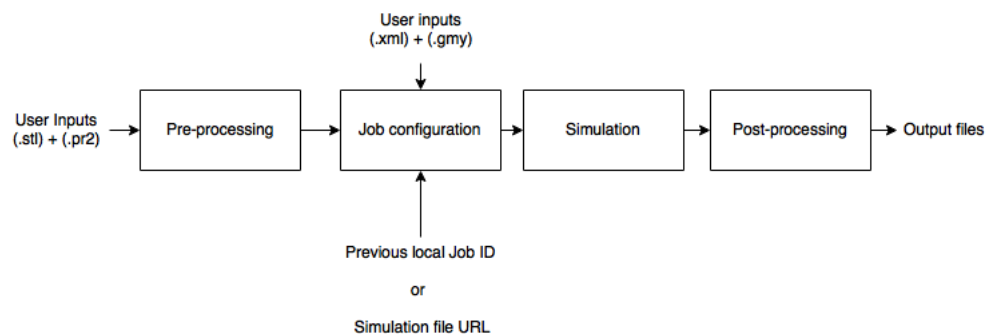 User inputs
(.xml) + (.gmy)
User Inputs
(.stl) + (.pr2)
Pre-processing
Job configuration
Simulation
Post-processing
Output files
Previous local Job ID
or
Simulation file URL